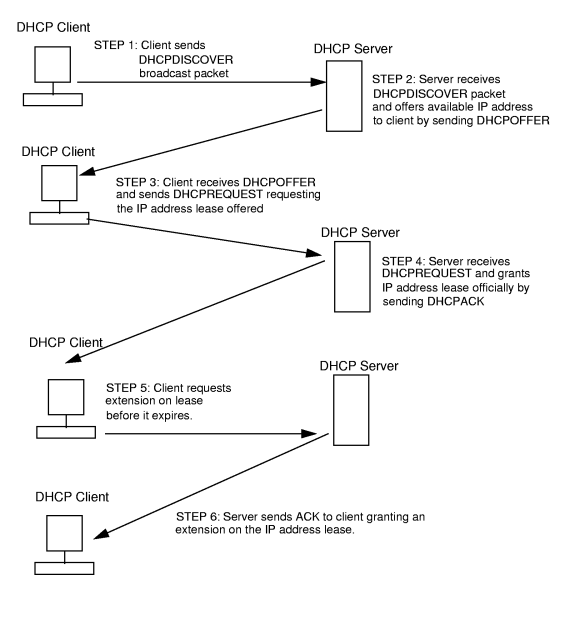 DHCP Client
STEP 1: Client sends
DHCPDISCOVER
broadcast packet
DHCP Server
STEP 2: Server receives
DHCPDISCOVER packet
and offers available IP address
to client by sending DHCPOFFER
DHCP Client
STEP 3: Client receives DHCPOFFER
and sends DHCPREQUEST requesting
the IP address lease offered
DHCP Server
STEP 4: Server receives
DHCPREQUEST and grants
IP address lease officially by
sending DHCPACK
DHCP Client
STEP 5: Client requests
extension on lease
before it expires.
DHCP Server
DHCP Client
STEP 6: Server sends ACK to client granting an
extension on the IP address lease.